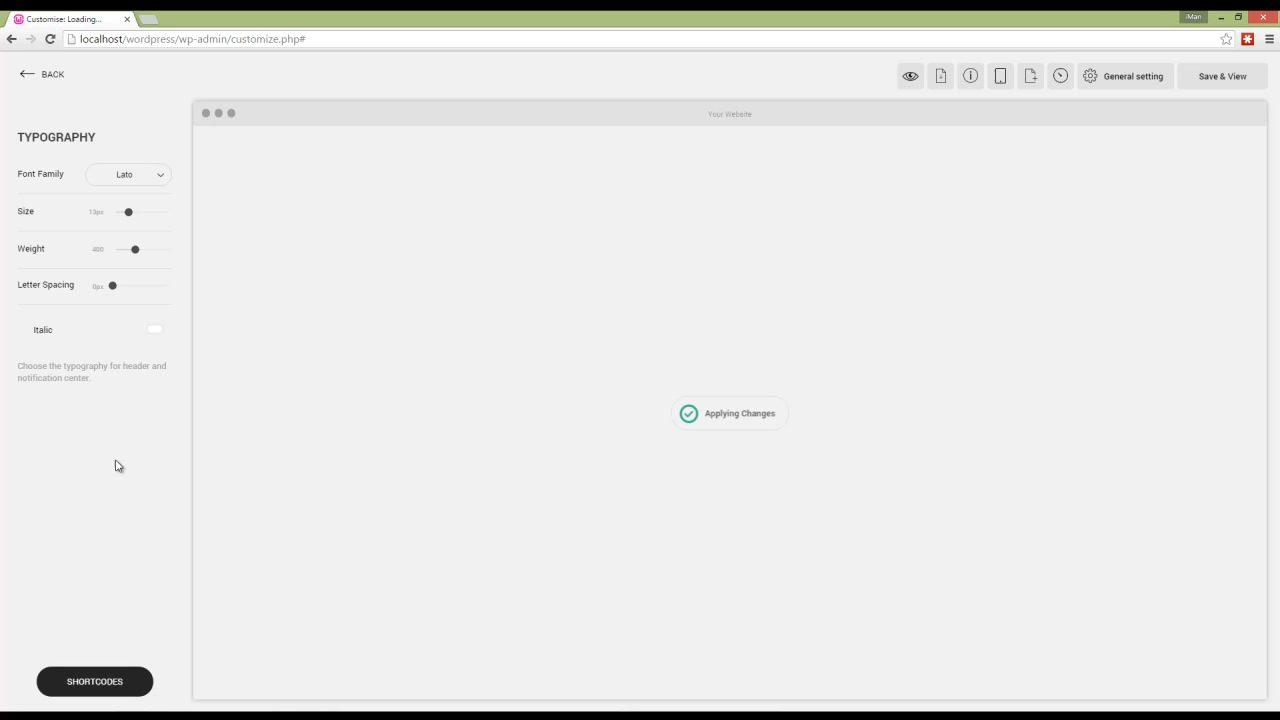 Customise: Loading...
iMan
localhost/wordpress/wp-admin/customize.php#
BACK
General setting
Save & View
Your Website
TYPOGRAPHY
Font Family
Lato
Size
13px
Weight
400
Letter Spacing
0px
Italic
Choose the typography for header and
notification center.
Applying Changes
SHORTCODES